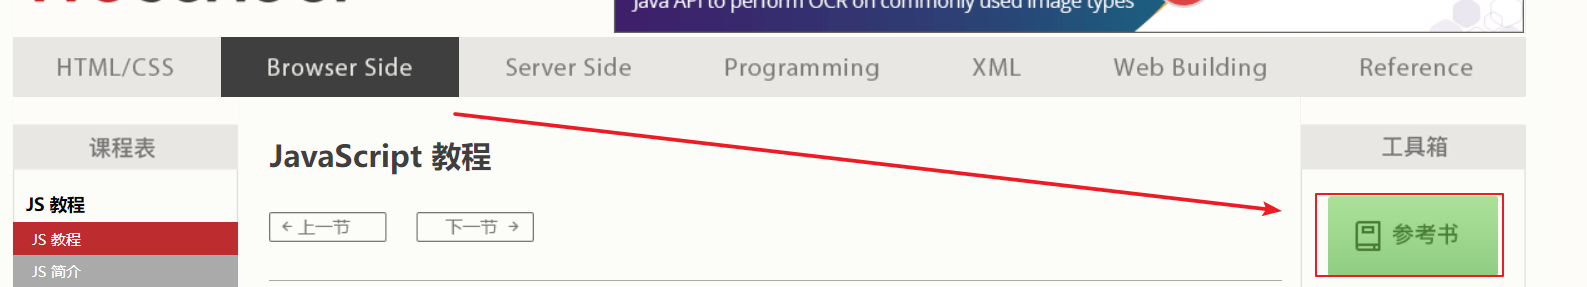 Java API to perform OCR on commonly used image types
HTML/CSS
Browser Side
Server Side
Programming
XML
Web Building
Reference
课程表
JS 教程
JS 教程
JS 简介
JavaScript 教程
← 上一节
下一节 →
工具箱
参考书